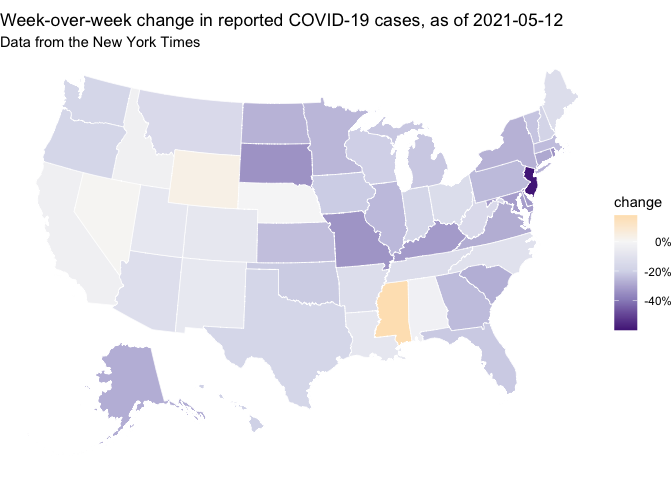 Week-over-week change in reported COVID-19 cases, as of 2021-05-12
Data from the New York Times
change
0%
-20%
-40%